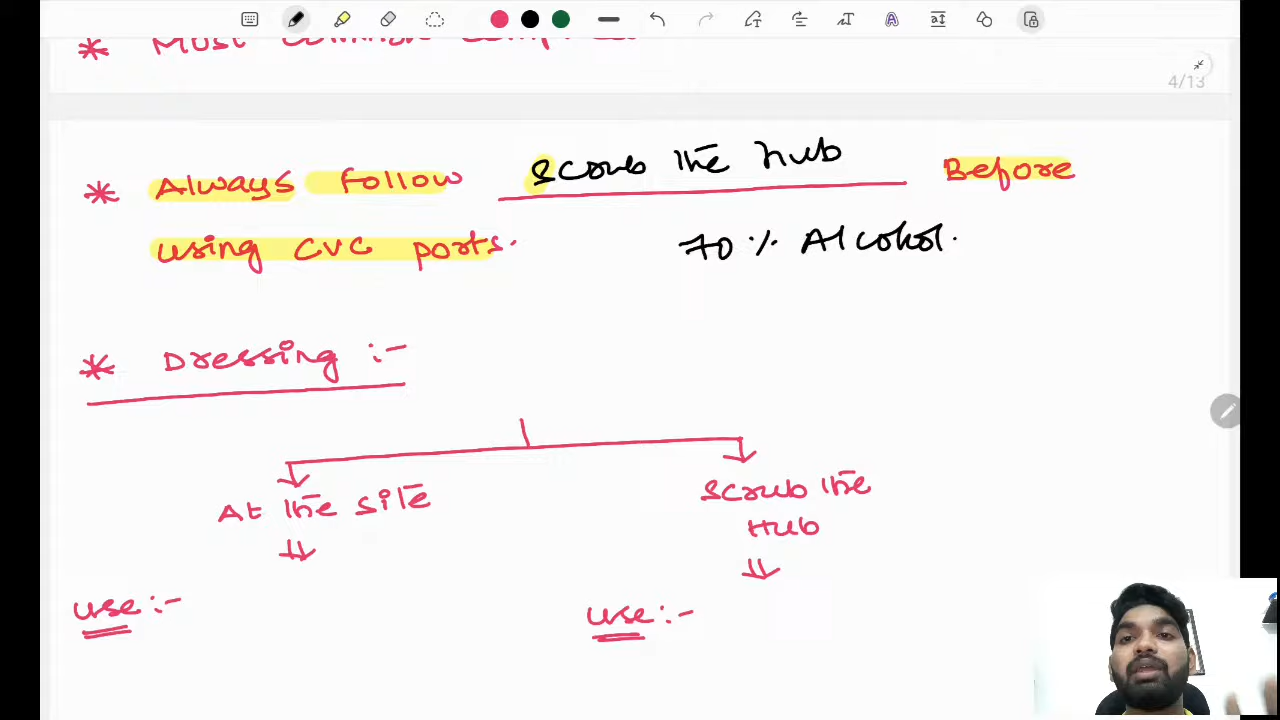 4/13
* Always Follow Scrub the hub Before
using CVC ports.
70 % Alcohol.
* Dressing :-
At the site
Scrub the
Hub
use :-
use :-